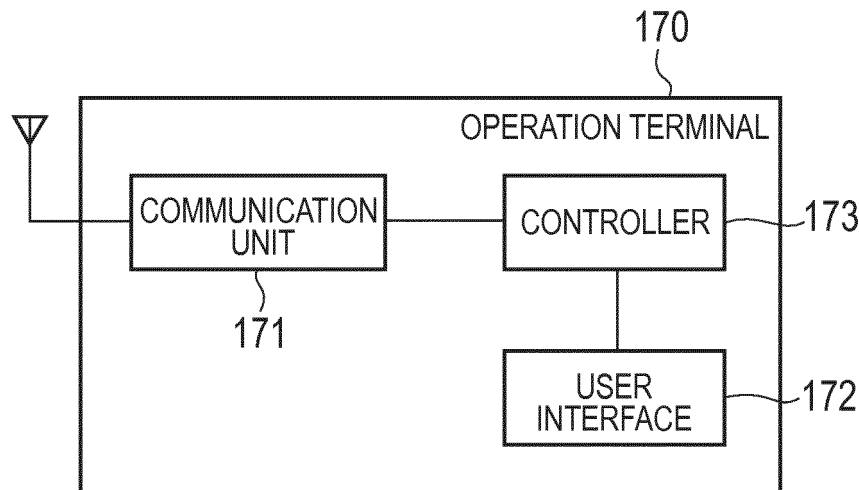 170
OPERATION TERMINAL
COMMUNICATION
UNIT
CONTROLLER
173
171
USER
INTERFACE
172